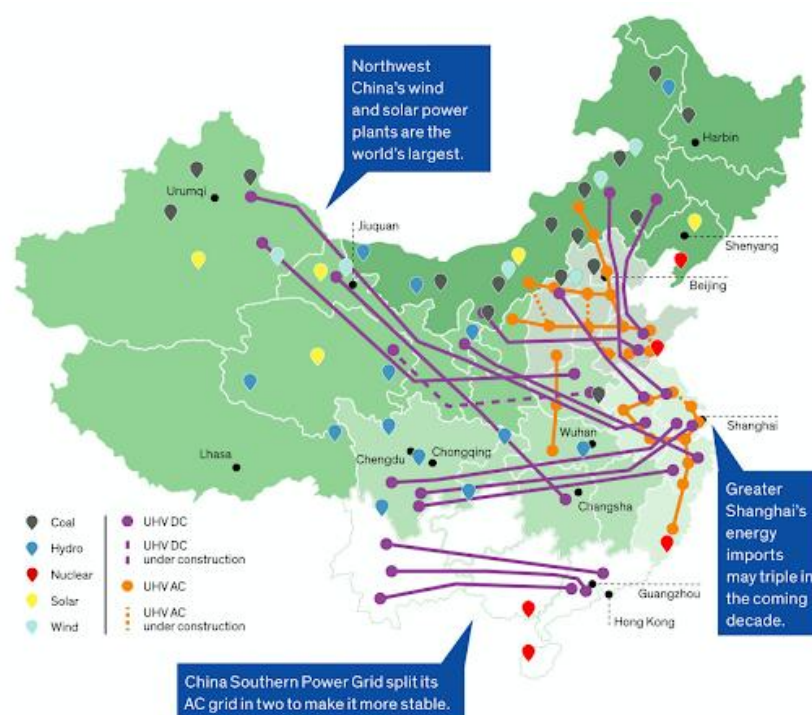 Northwest
China's wind
and solar power
plants are the
world's largest.
Harbin
Urumqi
Jiuquan
Shenyang
Beijing
Shanghai
Wuhan
Chengdu
Chongqing
Lhasa
Changsha
Greater
Shanghai's
energy
imports
may triple in
the coming
decade.
Coal
Hydro
Nuclear
Solar
Wind
UHV DC
UHV DC
under construction
UHV AC
UHV AC
under construction
Guangzhou
Hong Kong
China Southern Power Grid split its
AC grid in two to make it more stable.